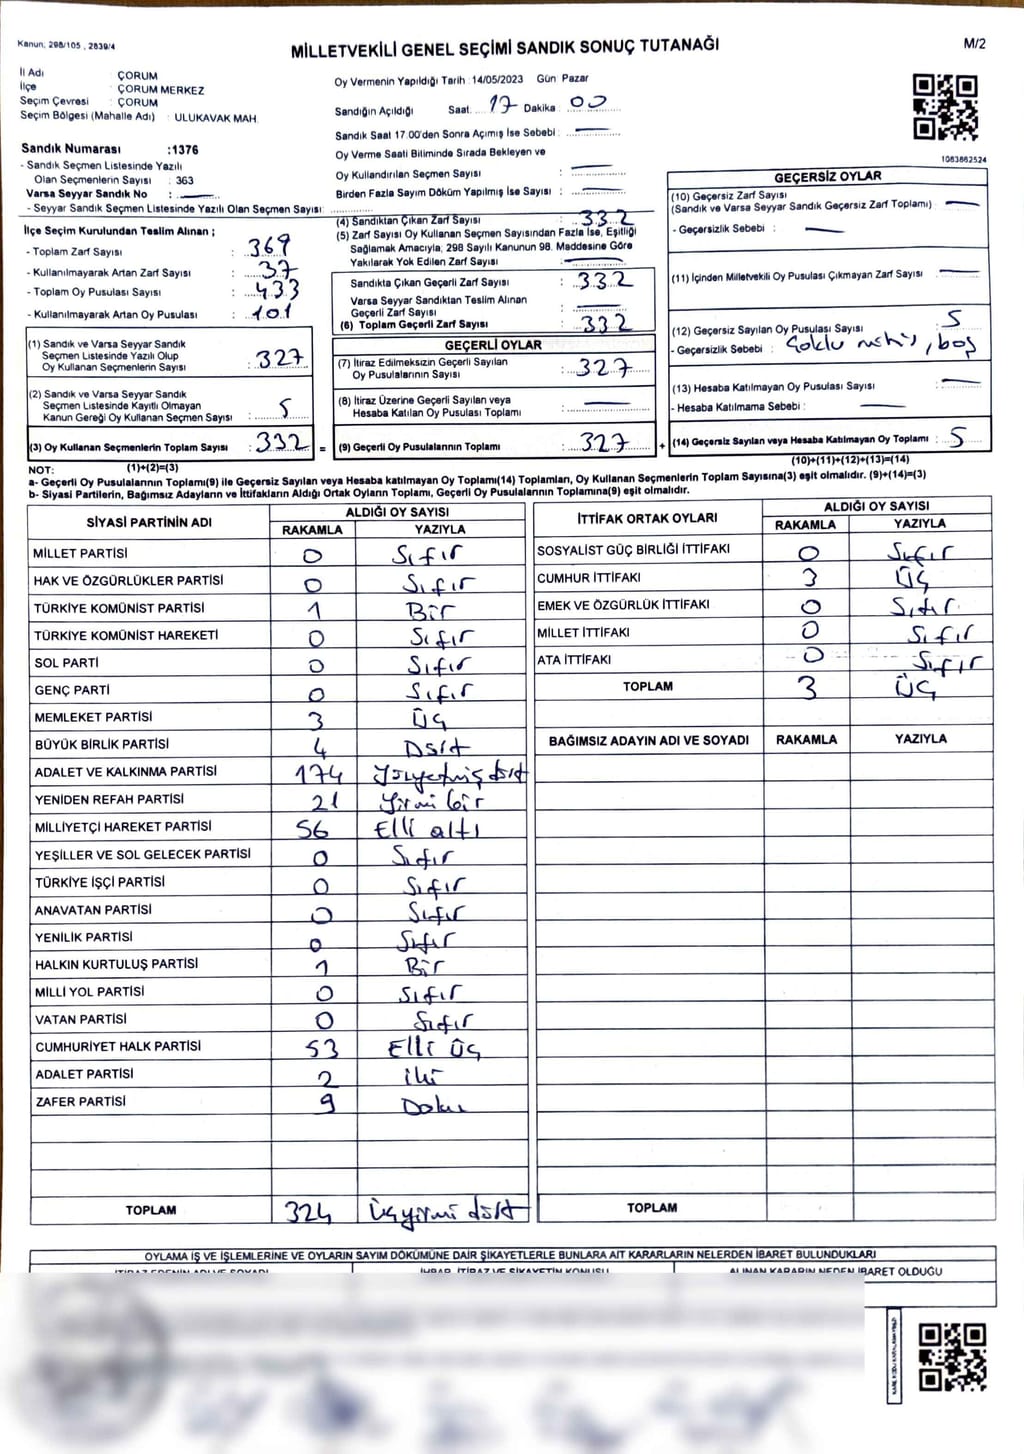 Kanun; 298/105 , 2839/4
MİLLETVEKİLİ GENEL SEÇİMİ SANDIK SONUÇ TUTANAĞI
M/2
İl Adı : ÇORUM
İlçe : ÇORUM MERKEZ
Seçim Çevresi : ÇORUM
Seçim Bölgesi (Mahalle Adı) : ULUKAVAK MAH.
Sandık Numarası :1376
- Sandık Seçmen Listesinde Yazılı
Olan Seçmenlerin Sayısı : 363
Varsa Seyyar Sandık No : —
- Seyyar Sandık Seçmen Listesinde Yazılı Olan Seçmen Sayısı:
Oy Vermenin Yapıldığı Tarih : 14/05/2023 Gün Pazar
Sandığın Açıldığı Saat: 17 Dakika 00
Sandık Saat 17.00'den Sonra Açımış İse Sebebi : —
Oy Verme Saati Bitiminde Sırada Bekleyen ve
Oy Kullandırılan Seçmen Sayısı : —
Birden Fazla Sayım Döküm Yapılmış İse Sayısı : —
1083862524
İlçe Seçim Kurulundan Teslim Alınan ;
- Toplam Zarf Sayısı : 369
- Kullanılmayarak Artan Zarf Sayısı : 37
- Toplam Oy Pusulası Sayısı : 433
- Kullanılmayarak Artan Oy Pusulası : 101
(4) Sandıktan Çıkan Zarf Sayısı : 332
(5) Zarf Sayısı Oy Kullanan Seçmen Sayısından Fazla İse, Eşitliği
Sağlamak Amacıyla; 298 Sayılı Kanunun 98. Maddesine Göre
Yakılarak Yok Edilen Zarf Sayısı : —
Sandıkta Çıkan Geçerli Zarf Sayısı : 332
Varsa Seyyar Sandıktan Teslim Alınan
Geçerli Zarf Sayısı : —
(6) Toplam Geçerli Zarf Sayısı : 332
GEÇERSİZ OYLAR
(10) Geçersiz Zarf Sayısı
(Sandık ve Varsa Seyyar Sandık Geçersiz Zarf Toplamı) : —
- Geçersizlik Sebebi : —
(11) İçinden Milletvekili Oy Pusulası Çıkmayan Zarf Sayısı : —
(12) Geçersiz Sayılan Oy Pusulası Sayısı : 5
- Geçersizlik Sebebi : Çoklu , boş
(13) Hesaba Katılmayan Oy Pusulası Sayısı : —
- Hesaba Katılmama Sebebi : —
(1) Sandık ve Varsa Seyyar Sandık
Seçmen Listesinde Yazılı Olup
Oy Kullanan Seçmenlerin Sayısı : 327
(2) Sandık ve Varsa Seyyar Sandık
Seçmen Listesinde Kayıtlı Olmayan
Kanun Gereği Oy Kullanan Seçmen Sayısı : 5
GEÇERLİ OYLAR
(7) İtiraz Edilmeksizin Geçerli Sayılan
Oy Pusulalarının Sayısı : 327
(8) İtiraz Üzerine Geçerli Sayılan veya
Hesaba Katılan Oy Pusulası Toplamı : —
(3) Oy Kullanan Seçmenlerin Toplam Sayısı : 332 = (9) Geçerli Oy Pusulalarının Toplamı : 327 + (14) Geçersiz Sayılan veya Hesaba Katılmayan Oy Toplamı : 5
NOT: (1)+(2)=(3) (10)+(11)+(12)+(13)=(14)
a- Geçerli Oy Pusulalarının Toplamı(9) ile Geçersiz Sayılan veya Hesaba katılmayan Oy Toplamı(14) Toplamları, Oy Kullanan Seçmenlerin Toplam Sayısına(3) eşit olmalıdır. (9)+(14)=(3)
b- Siyasi Partilerin, Bağımsız Adayların ve İttifakların Aldığı Ortak Oyların Toplamı, Geçerli Oy Pusulalarının Toplamına(9) eşit olmalıdır.
SİYASİ PARTİNİN ADI ALDIĞI OY SAYISI
RAKAMLA YAZIYLA
MİLLET PARTİSİ 0 Sıfır
HAK VE ÖZGÜRLÜKLER PARTİSİ 0 Sıfır
TÜRKİYE KOMÜNİST PARTİSİ 1 Bir
TÜRKİYE KOMÜNİST HAREKETİ 0 Sıfır
SOL PARTİ 0 Sıfır
GENÇ PARTİ 0 Sıfır
MEMLEKET PARTİSİ 3 Üç
BÜYÜK BİRLİK PARTİSİ 4 Dört
ADALET VE KALKINMA PARTİSİ 174 Yüzyetmiş dört
YENİDEN REFAH PARTİSİ 21 Yirmi bir
MİLLİYETÇİ HAREKET PARTİSİ 56 Elli altı
YEŞİLLER VE SOL GELECEK PARTİSİ 0 Sıfır
TÜRKİYE İŞÇİ PARTİSİ 0 Sıfır
ANAVATAN PARTİSİ 0 Sıfır
YENİLİK PARTİSİ 0 Sıfır
HALKIN KURTULUŞ PARTİSİ 1 Bir
MİLLİ YOL PARTİSİ 0 Sıfır
VATAN PARTİSİ 0 Sıfır
CUMHURİYET HALK PARTİSİ 53 Elli üç
ADALET PARTİSİ 2 iki
ZAFER PARTİSİ 9 Dokuz
TOPLAM 324 Üçyirmi dört
İTTİFAK ORTAK OYLARI ALDIĞI OY SAYISI
RAKAMLA YAZIYLA
SOSYALİST GÜÇ BİRLİĞİ İTTİFAKI 0 Sıfır
CUMHUR İTTİFAKI 3 Üç
EMEK VE ÖZGÜRLÜK İTTİFAKI 0 Sıfır
MİLLET İTTİFAKI 0 Sıfır
ATA İTTİFAKI 0 Sıfır
TOPLAM 3 Üç
BAĞIMSIZ ADAYIN ADI VE SOYADI RAKAMLA YAZIYLA
TOPLAM
OYLAMA İŞ VE İŞLEMLERİNE VE OYLARIN SAYIM DÖKÜMÜNE DAİR ŞİKAYETLERLE BUNLARA AİT KARARLARIN NELERDEN İBARET BULUNDUKLARI
İTİRAZ EDENİN ADI VE SOYADI İHBAR, İTİRAZ VE ŞİKAYETİN KONUSU ALINAN KARARIN NEDEN İBARET OLDUĞU